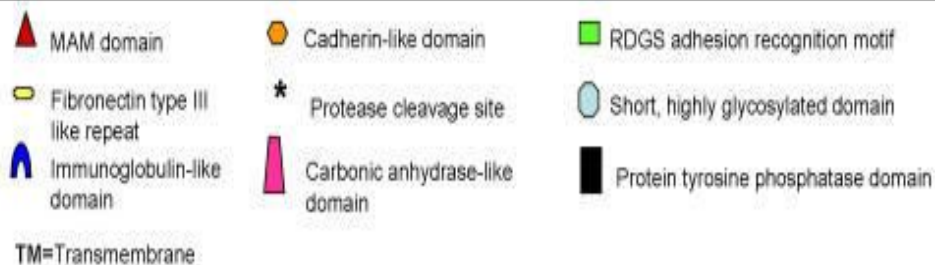 MAM domain
Cadherin-like domain
RDGS adhesion recognition motif
Fibronectin type III
like repeat
* Protease cleavage site
Short, highly glycosylated domain
Immunoglobulin-like
domain
Carbonic anhydrase-like
domain
Protein tyrosine phosphatase domain
TM=Transmembrane